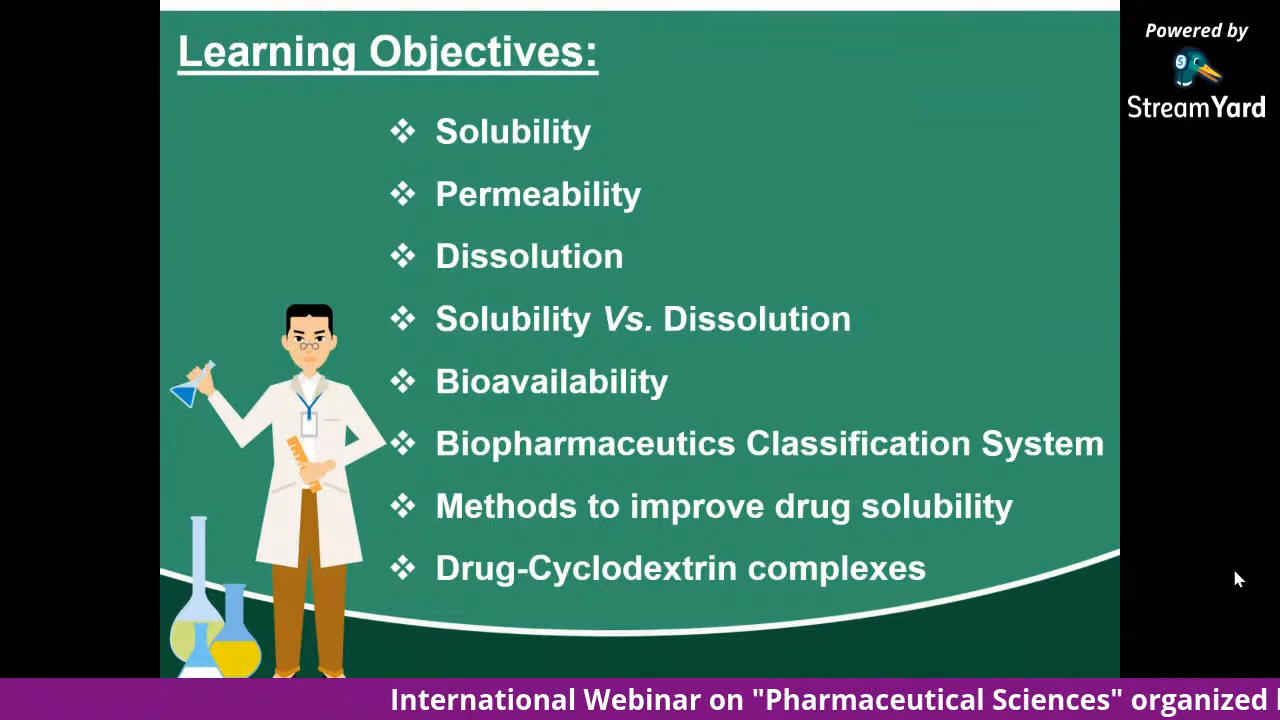 Learning Objectives:
Powered by
StreamYard
❖ Solubility
❖ Permeability
❖ Dissolution
❖ Solubility Vs. Dissolution
❖ Bioavailability
❖ Biopharmaceutics Classification System
❖ Methods to improve drug solubility
❖ Drug-Cyclodextrin complexes
International Webinar on "Pharmaceutical Sciences" organized